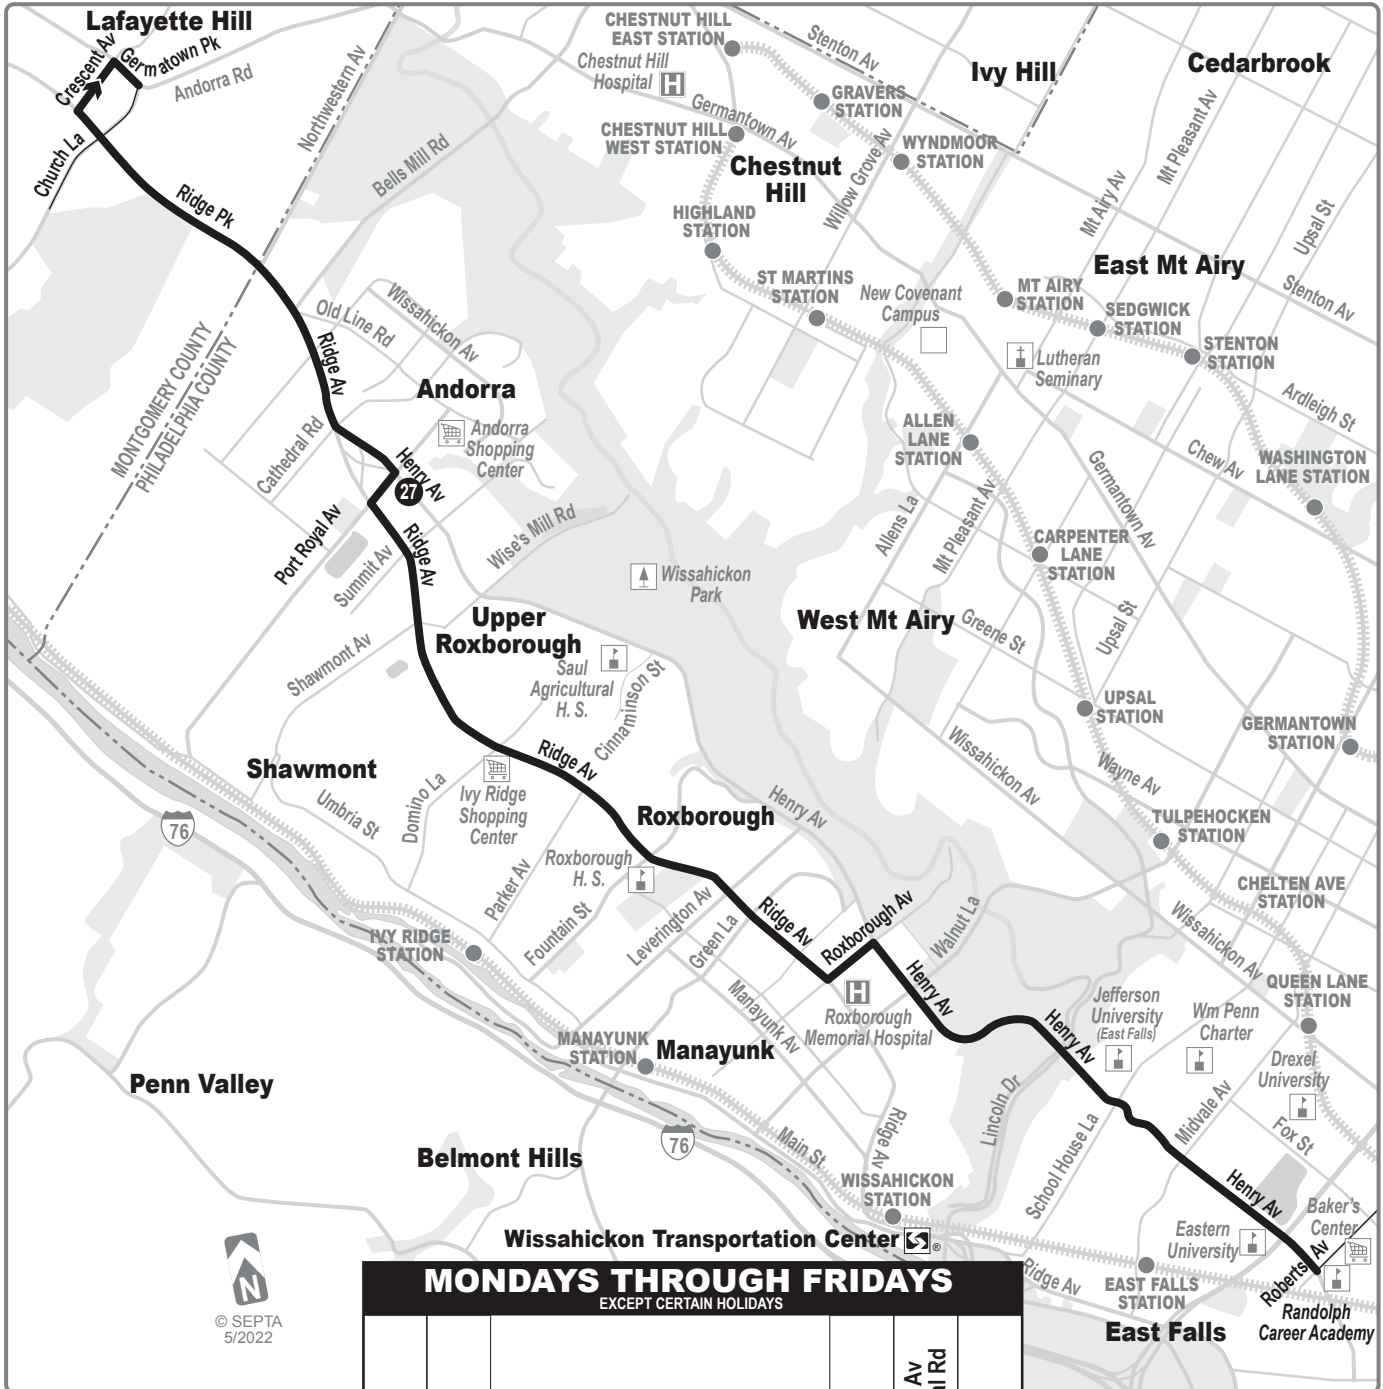 Lafayette Hill
Crescent Av
Germatown Pk
Andorra Rd
Church La
Ridge Pk
Northwestern Av
Bells Mill Rd
CHESTNUT HILL
EAST STATION
Chestnut Hill
Hospital
H
Germantown Av
Stenton Av
GRAVERS
STATION
Ivy Hill
Cedarbrook
CHESTNUT HILL
WEST STATION
WYNDMOOR
STATION
Chestnut
Hill
Willow Grove Av
Mt Pleasant Av
Mt Airy Av
Upsal St
HIGHLAND
STATION
East Mt Airy
ST MARTINS
STATION
New Covenant
Campus
MT AIRY
STATION
SEDGWICK
STATION
STENTON
STATION
Stenton Av
Lutheran
Seminary
Ardleigh St
MONTGOMERY COUNTY
PHILADELPHIA COUNTY
Old Line Rd
Wissahickon Av
Ridge Av
Andorra
Andorra
Shopping
Center
Cathedral Rd
Henry Av
27
Port Royal Av
Ridge Av
Summit Av
Wise's Mill Rd
ALLEN
LANE
STATION
Allens La
Mt Pleasant Av
Germantown Av
Chew Av
WASHINGTON
LANE STATION
CARPENTER
LANE
STATION
Wissahickon
Park
West Mt Airy
Greene St
Upsal St
Upper
Roxborough
Saul
Agricultural
H. S.
Cinnaminson St
Shawmont Av
UPSAL
STATION
GERMANTOWN
STATION
Wissahickon Av
Wayne Av
Shawmont
Umbria St
Domino La
Ivy Ridge
Shopping
Center
Ridge Av
Roxborough
Henry Av
76
TULPEHOCKEN
STATION
Roxborough
H. S.
Parker Av
Fountain St
Leverington Av
Green La
Ridge Av
Roxborough Av
Walnut La
CHELTEN AVE
STATION
Wissahickon Av
IVY RIDGE
STATION
Manayunk Av
H
Roxborough
Memorial Hospital
Henry Av
QUEEN LANE
STATION
Jefferson
University
(East Falls)
Wm Penn
Charter
Henry Av
Drexel
University
MANAYUNK
STATION
Manayunk
Penn Valley
Belmont Hills
76
Main St
Ridge Av
Lincoln Dr
School House La
Midvale Av
Fox St
WISSAHICKON
STATION
Wissahickon Transportation Center
®
Henry Av
Eastern
University
Baker's
Center
Roberts Av
Randolph
Career Academy
Ridge Av
EAST FALLS
STATION
East Falls
N
© SEPTA
5/2022
MONDAYS THROUGH FRIDAYS
EXCEPT CERTAIN HOLIDAYS
Av
Rd